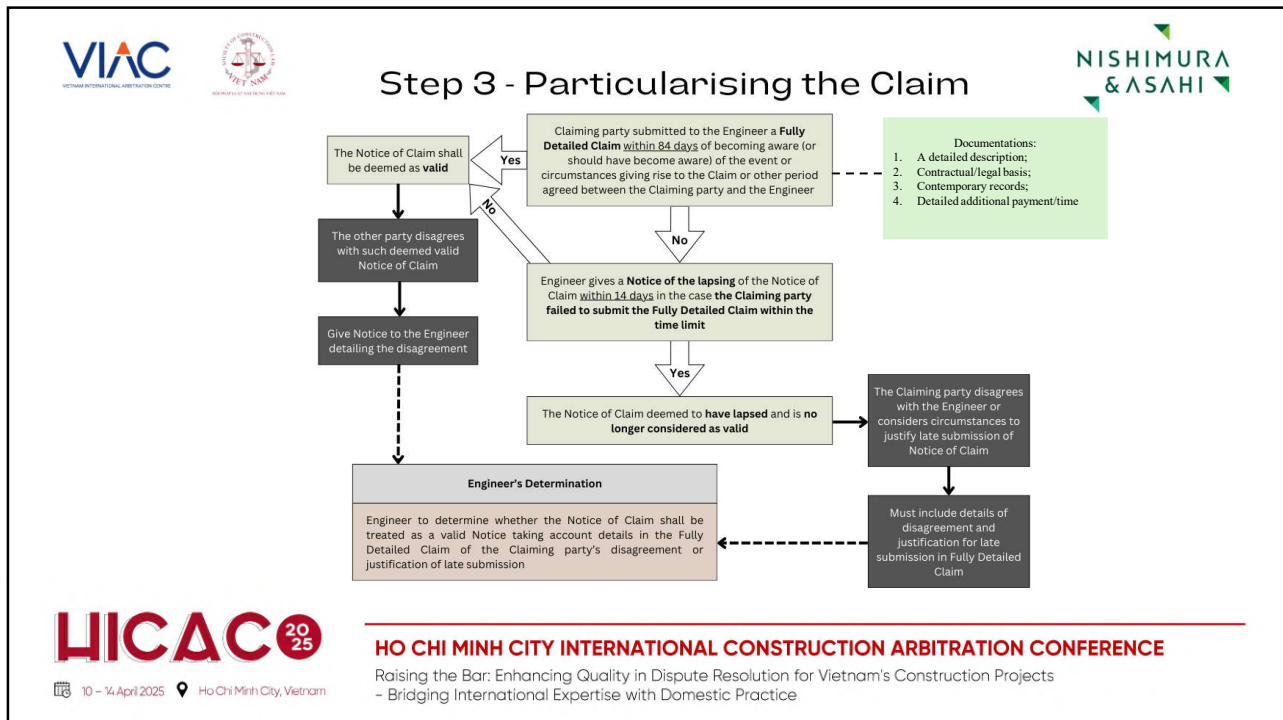 VIAC
VIETNAM INTERNATIONAL ARBITRATION CENTRE
SOCIETY OF CONSTRUCTION LAW
VIET NAM
HỘI PHÁP LUẬT XÂY DỰNG VIỆT NAM
NISHIMURA
& ASAHI
Step 3 - Particularising the Claim
The Notice of Claim shall
be deemed as valid
Yes
Claiming party submitted to the Engineer a Fully
Detailed Claim within 84 days of becoming aware (or
should have become aware) of the event or
circumstances giving rise to the Claim or other period
agreed between the Claiming party and the Engineer
Documentations:
1. A detailed description;
2. Contractual/legal basis;
3. Contemporary records;
4. Detailed additional payment/time
No
No
The other party disagrees
with such deemed valid
Notice of Claim
Engineer gives a Notice of the lapsing of the Notice of
Claim within 14 days in the case the Claiming party
failed to submit the Fully Detailed Claim within the
time limit
Give Notice to the Engineer
detailing the disagreement
Yes
The Notice of Claim deemed to have lapsed and is no
longer considered as valid
The Claiming party disagrees
with the Engineer or
considers circumstances to
justify late submission of
Notice of Claim
Engineer's Determination
Engineer to determine whether the Notice of Claim shall be
treated as a valid Notice taking account details in the Fully
Detailed Claim of the Claiming party's disagreement or
justification of late submission
Must include details of
disagreement and
justification for late
submission in Fully Detailed
Claim
HICAC 2025
10 – 14 April 2025 Ho Chi Minh City, Vietnam
HO CHI MINH CITY INTERNATIONAL CONSTRUCTION ARBITRATION CONFERENCE
Raising the Bar: Enhancing Quality in Dispute Resolution for Vietnam's Construction Projects
– Bridging International Expertise with Domestic Practice